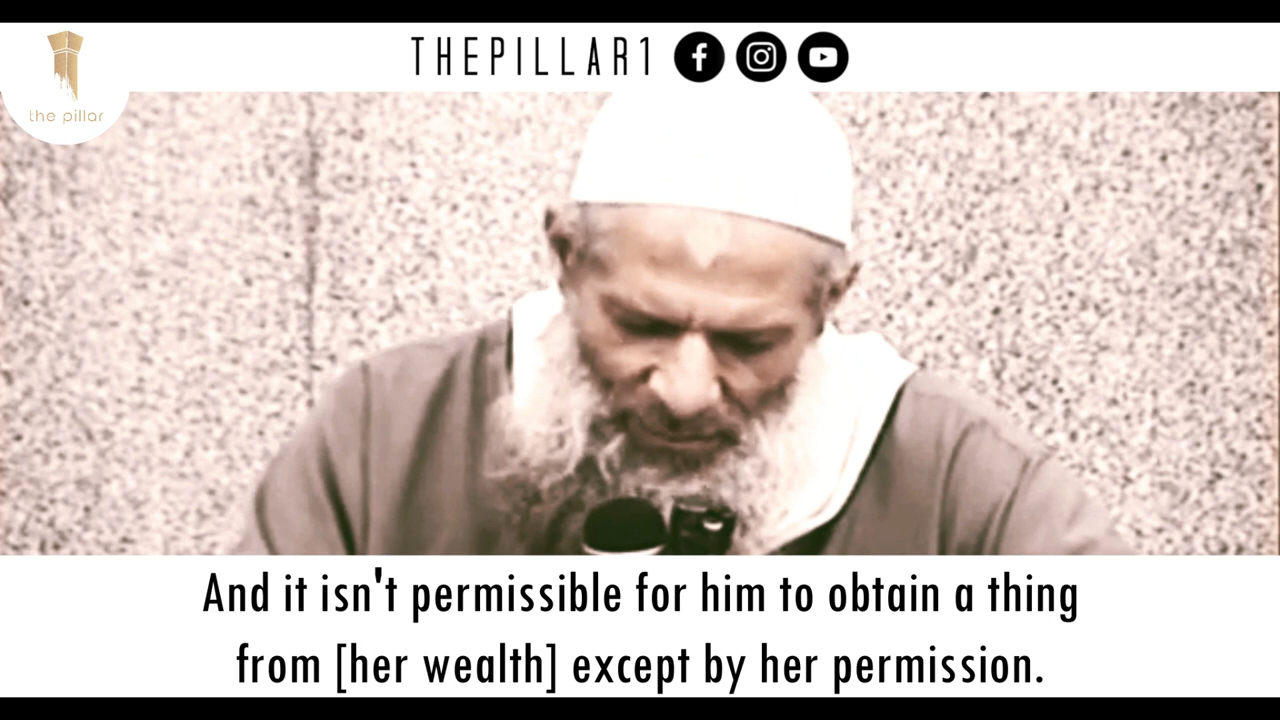 THEPILLAR1
the pillar
And it isn't permissible for him to obtain a thing
from [her wealth] except by her permission.